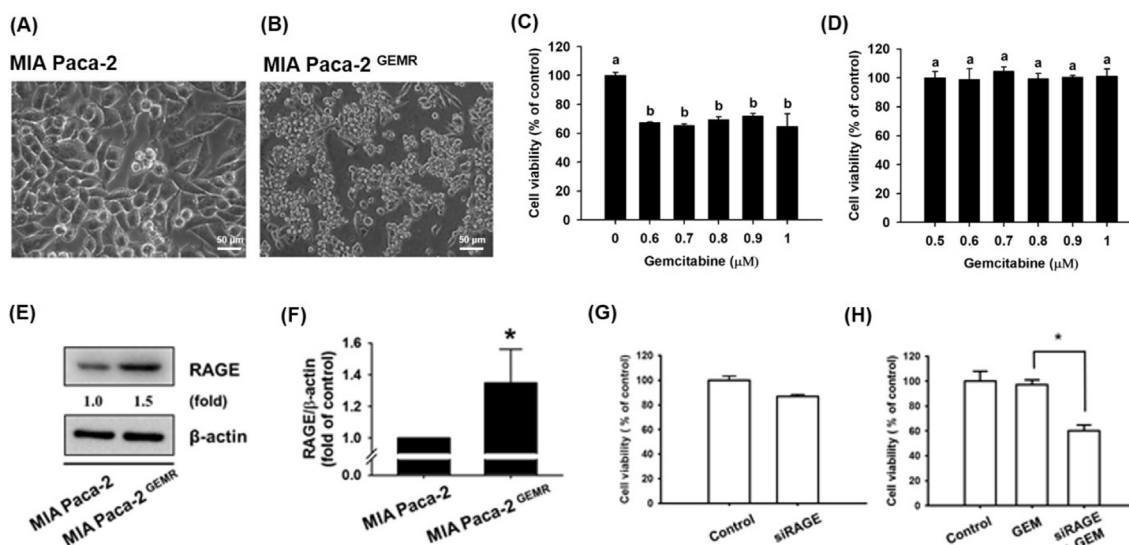 (A)
MIA Paca-2
50 μm
(B)
MIA Paca-2 GEMR
50 μm
(C)
Cell viability (% of control)
120
100
80
60
40
20
0
a
b
b
b
b
b
0 0.6 0.7 0.8 0.9 1
Gemcitabine (μM)
(D)
Cell viability (% of control)
120
100
80
60
40
20
0
a
a
a
a
a
a
0.5 0.6 0.7 0.8 0.9 1
Gemcitabine (μM)
(E)
RAGE
1.0 1.5 (fold)
β-actin
MIA Paca-2
MIA Paca-2 GEMR
(F)
RAGE/β-actin
(fold of control)
1.6
1.4
1.2
1.0
0.0
*
MIA Paca-2
MIA Paca-2 GEMR
(G)
Cell viability ( % of control)
120
100
80
60
40
20
0
Control
siRAGE
(H)
Cell viability ( % of control)
120
100
80
60
40
20
0
*
Control
GEM
siRAGE
GEM